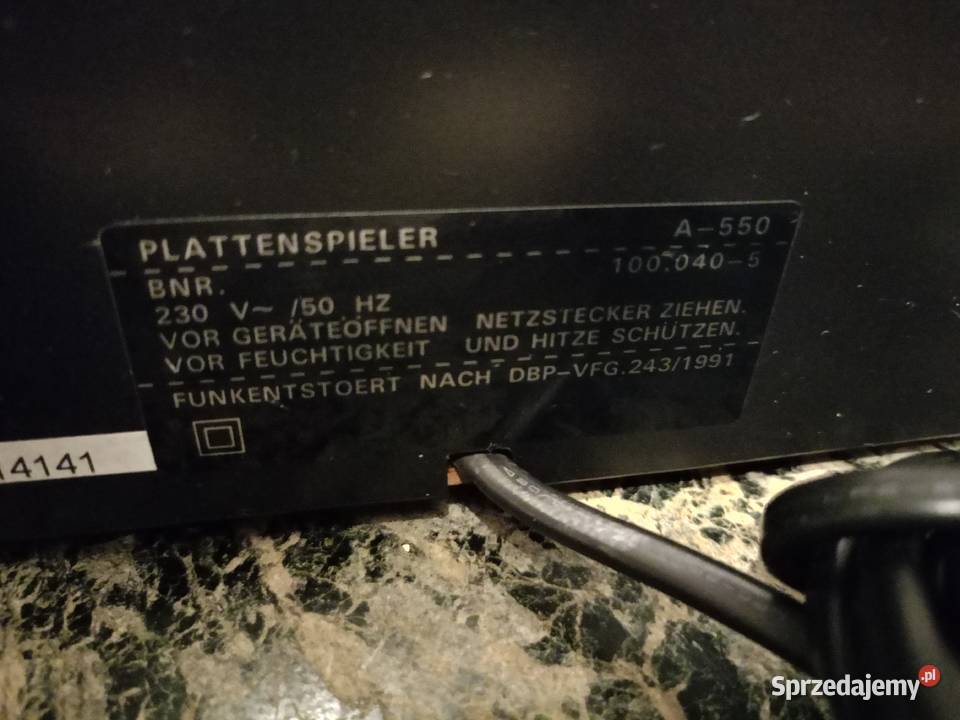 PLATTENSPIELER A-550
BNR. 100.040-5
230 V~ /50 HZ
VOR GERÄTEÖFFNEN NETZSTECKER ZIEHEN.
VOR FEUCHTIGKEIT UND HITZE SCHÜTZEN.
FUNKENTSTOERT NACH DBP-VFG.243/1991
14141
Sprzedajemy.pl